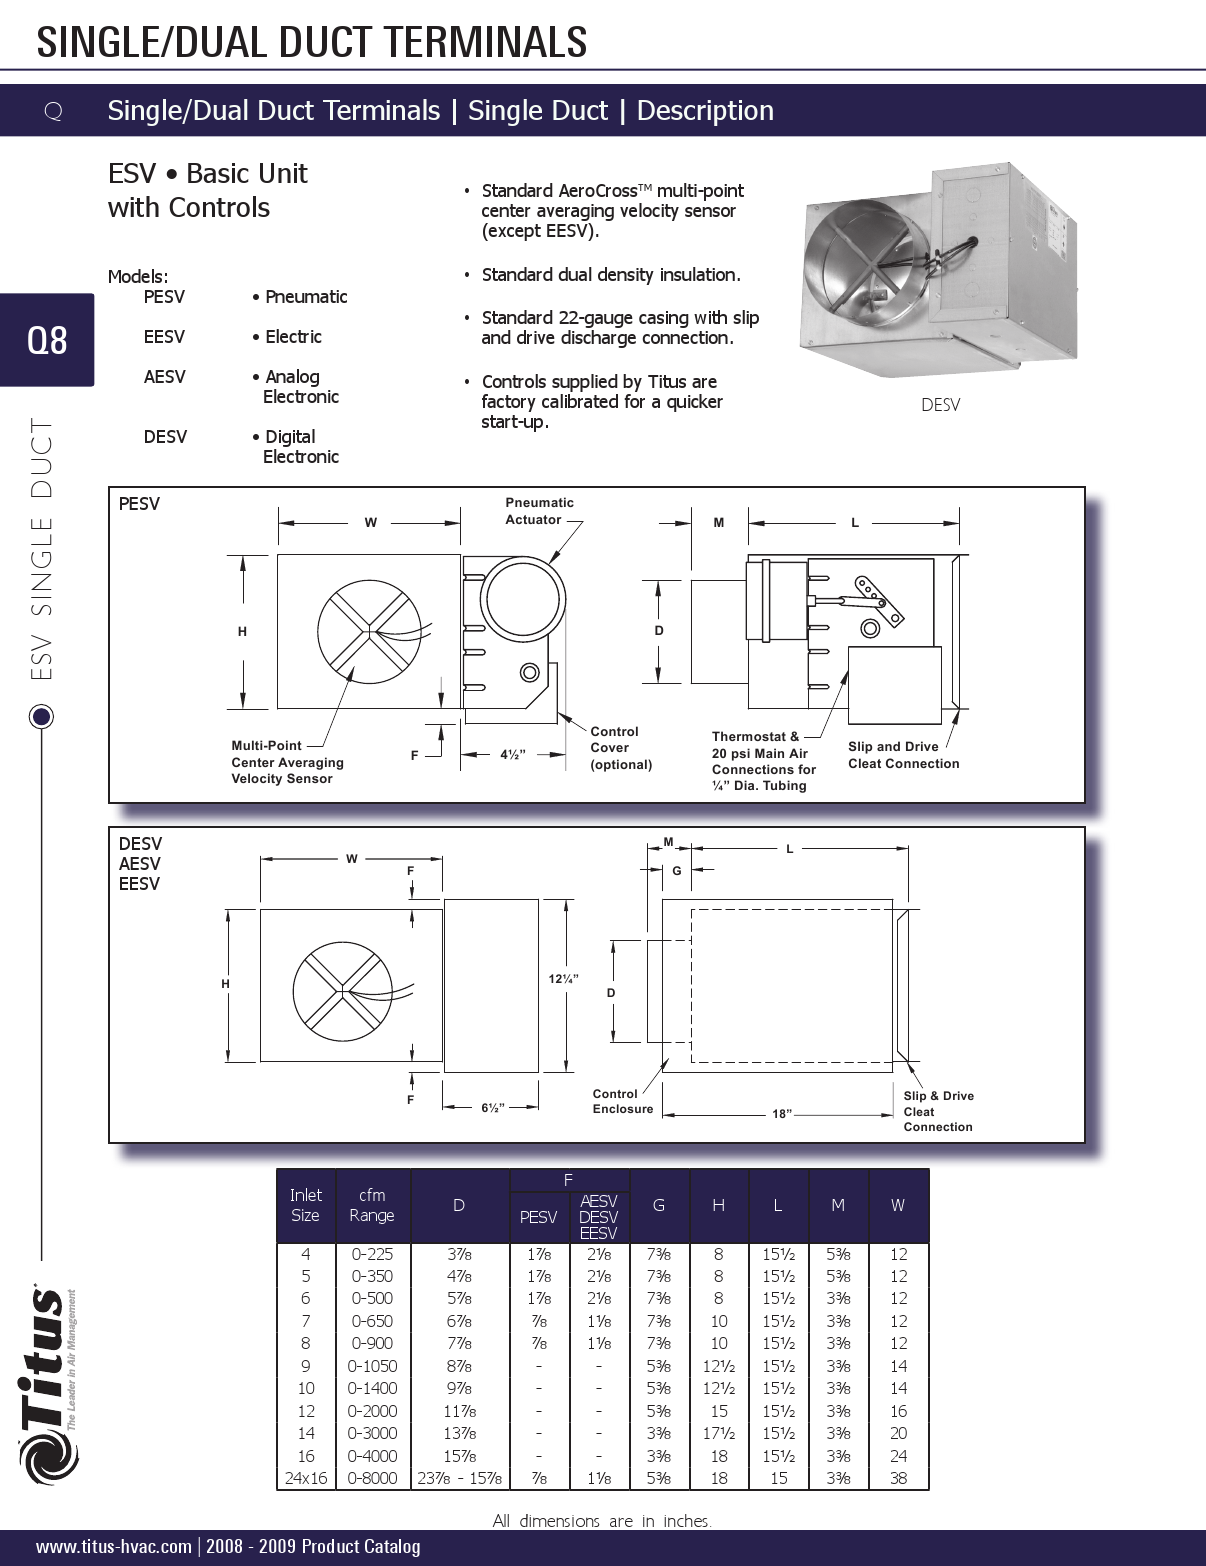 SINGLE/DUAL DUCT TERMINALS
Q
Single/Dual Duct Terminals | Single Duct | Description
ESV • Basic Unit
with Controls
Models:
PESV • Pneumatic
EESV • Electric
AESV • Analog
Electronic
DESV • Digital
Electronic
• Standard AeroCross™ multi-point
center averaging velocity sensor
(except EESV).
• Standard dual density insulation.
• Standard 22-gauge casing with slip
and drive discharge connection.
• Controls supplied by Titus are
factory calibrated for a quicker
start-up.
DESV
Q8
ESV SINGLE DUCT
PESV
W
Pneumatic
Actuator
M
L
H
D
Multi-Point
Center Averaging
Velocity Sensor
F
4½”
Control
Cover
(optional)
Thermostat &
20 psi Main Air
Connections for
¼” Dia. Tubing
Slip and Drive
Cleat Connection
DESV
AESV
EESV
W
F
M
L
G
H
12¼”
D
F
6½”
Control
Enclosure
18”
Slip & Drive
Cleat
Connection
Inlet Size cfm Range D F G H L M W
PESV AESV DESV EESV
4 0-225 3⅞ 1⅞ 2⅛ 7⅜ 8 15½ 5⅜ 12
5 0-350 4⅞ 1⅞ 2⅛ 7⅜ 8 15½ 5⅜ 12
6 0-500 5⅞ 1⅞ 2⅛ 7⅜ 8 15½ 3⅜ 12
7 0-650 6⅞ ⅞ 1⅛ 7⅜ 10 15½ 3⅜ 12
8 0-900 7⅞ ⅞ 1⅛ 7⅜ 10 15½ 3⅜ 12
9 0-1050 8⅞ - - 5⅜ 12½ 15½ 3⅜ 14
10 0-1400 9⅞ - - 5⅜ 12½ 15½ 3⅜ 14
12 0-2000 11⅞ - - 5⅜ 15 15½ 3⅜ 16
14 0-3000 13⅞ - - 3⅜ 17½ 15½ 3⅜ 20
16 0-4000 15⅞ - - 3⅜ 18 15½ 3⅜ 24
24x16 0-8000 23⅞ - 15⅞ ⅞ 1⅛ 5⅜ 18 15 3⅜ 38
All dimensions are in inches.
Titus
The Leader in Air Management
www.titus-hvac.com | 2008 - 2009 Product Catalog